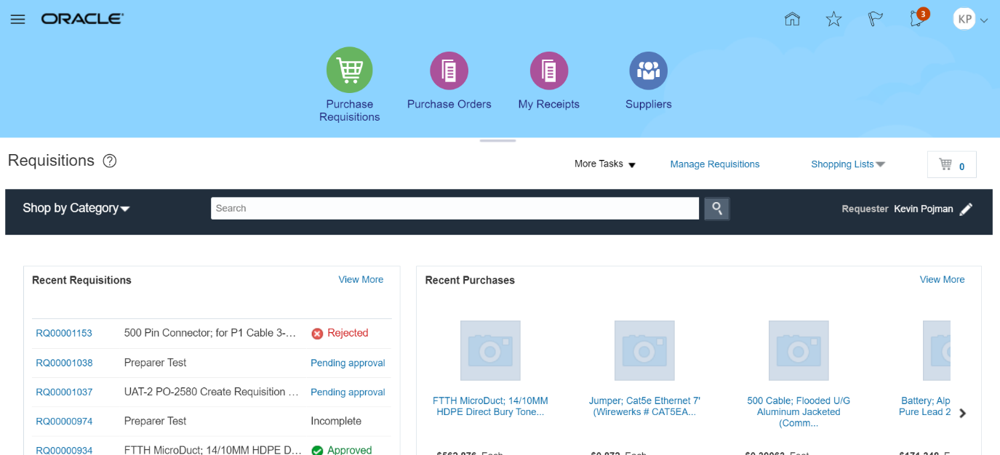 ORACLE
3
KP
Purchase
Requisitions
Purchase Orders
My Receipts
Suppliers
Requisitions ?
More Tasks
Manage Requisitions
Shopping Lists
0
Shop by Category
Search
Requester Kevin Pojman
Recent Requisitions
View More
RQ00001153 500 Pin Connector; for P1 Cable 3-... Rejected
RQ00001038 Preparer Test Pending approval
RQ00001037 UAT-2 PO-2580 Create Requisition ... Pending approval
RQ00000974 Preparer Test Incomplete
RQ00000934 FTTH MicroDuct; 14/10MM HDPE D... Approved
Recent Purchases
View More
FTTH MicroDuct; 14/10MM
HDPE Direct Bury Tone...
Jumper; Cat5e Ethernet 7'
(Wirewerks # CAT5EA...
500 Cable; Flooded U/G
Aluminum Jacketed
(Comm...
Battery; Alp
Pure Lead 2